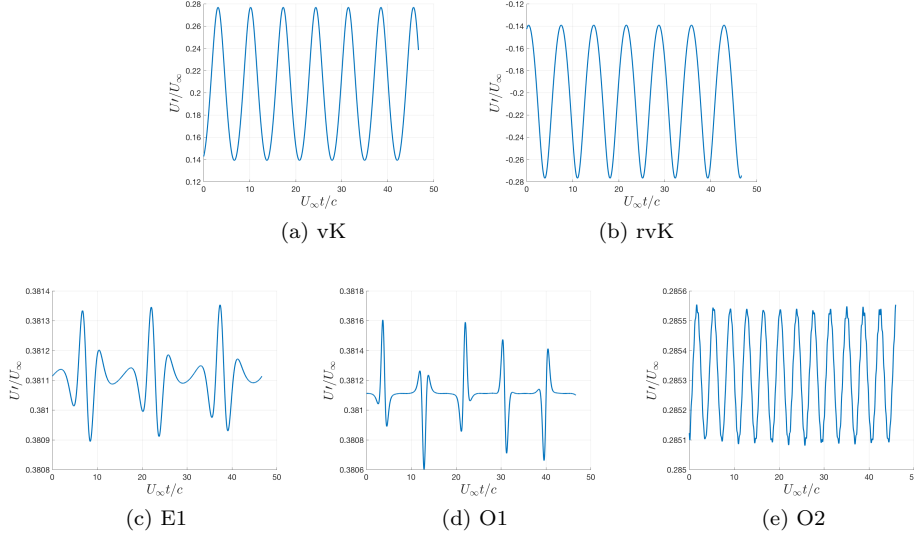 0.28
0.26
0.24
0.22
0.2
0.18
0.16
0.14
0.12
0 10 20 30 40 50
U′/U∞
U∞t/c
(a) vK
-0.12
-0.14
-0.16
-0.18
-0.2
-0.22
-0.24
-0.26
-0.28
0 10 20 30 40 50
U′/U∞
U∞t/c
(b) rvK
0.3814
0.3813
0.3812
0.3811
0.381
0.3809
0.3808
0 10 20 30 40 50
U′/U∞
U∞t/c
(c) E1
0.3818
0.3816
0.3814
0.3812
0.381
0.3808
0.3806
0 10 20 30 40 50
U′/U∞
U∞t/c
(d) O1
0.2856
0.2855
0.2854
0.2853
0.2852
0.2851
0.285
0 10 20 30 40 5
U′/U∞
U∞t/c
(e) O2